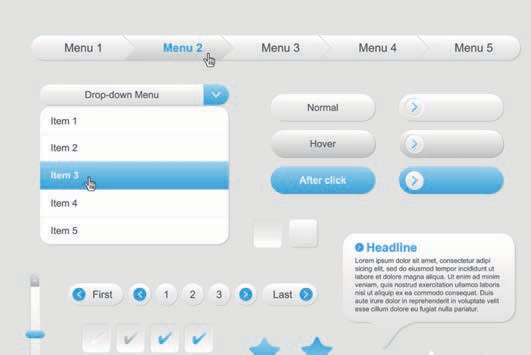 Menu 1 Menu 2 Menu 3 Menu 4 Menu 5
Drop-down Menu
Item 1
Item 2
Item 3
Item 4
Item 5
Normal
Hover
After click
Headline
Lorem ipsum dolor sit amet, consectetur adipisicing
elit, sed do eiusmod tempor incididunt ut labore
et dolore magna aliqua. Ut enim ad minim
veniam, quis nostrud exercitation ullamco laboris
nisi ut aliquip ex ea commodo consequat. Duis
aute irure dolor in reprehenderit in voluptate velit
esse cillum dolore eu fugiat nulla pariatur.
First 1 2 3 Last